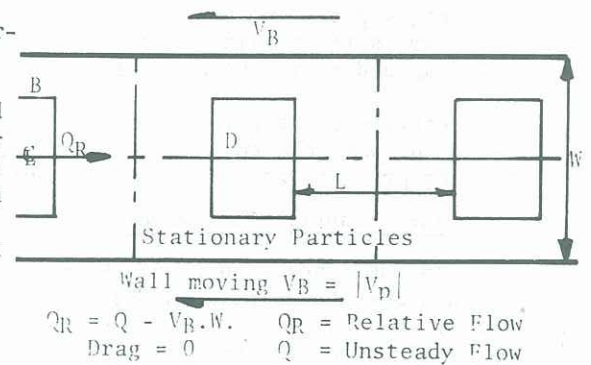 V_B
r-
B
Q_R
℄
D
L
W
Stationary Particles
Wall moving V_B = |V_p|
Q_R = Q - V_B.W. Q_R = Relative Flow
Drag = 0 Q = Unsteady Flow